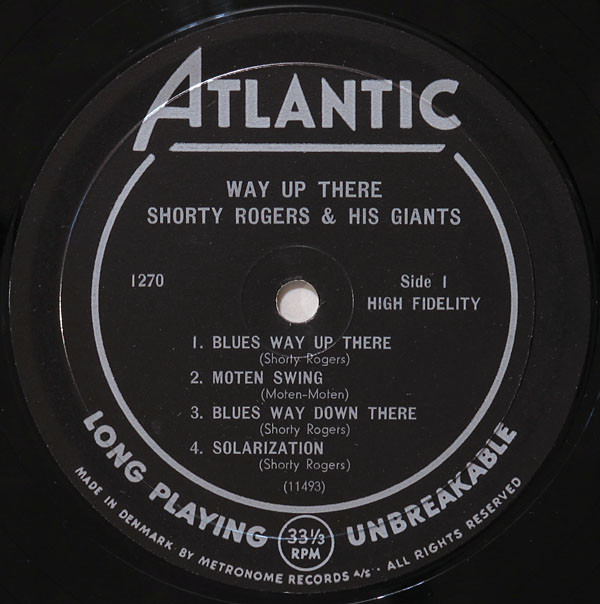 ATLANTIC
WAY UP THERE
SHORTY ROGERS & HIS GIANTS
1270
Side 1
HIGH FIDELITY
1. BLUES WAY UP THERE
(Shorty Rogers)
2. MOTEN SWING
(Moten-Moten)
3. BLUES WAY DOWN THERE
(Shorty Rogers)
4. SOLARIZATION
(Shorty Rogers)
(11493)
LONG PLAYING 33 1/3 RPM UNBREAKABLE
MADE IN DENMARK BY METRONOME RECORDS A/S · ALL RIGHTS RESERVED